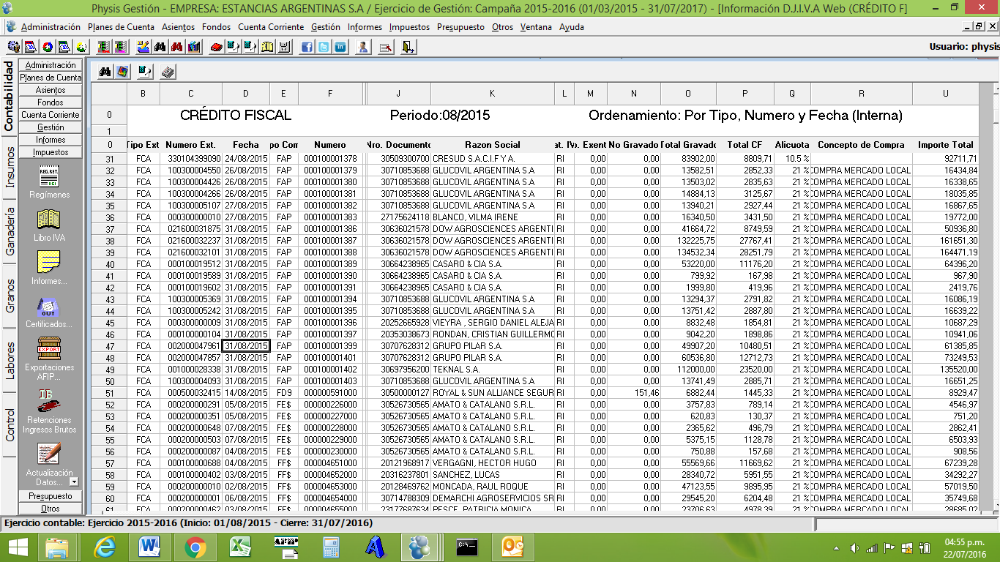 Physis Gestión - EMPRESA: ESTANCIAS ARGENTINAS S.A / Ejercicio de Gestión: Campaña 2015-2016 (01/03/2015 - 31/07/2017) - [Información D.J.I.V.A Web (CRÉDITO F]
Administración Planes de Cuenta Asientos Fondos Cuenta Corriente Gestión Informes Impuestos Presupuesto Otros Ventana Ayuda
Usuario: physis
Contabilidad
Insumos
Ganadería
Granos
Labores
Control
Administración
Planes de Cuenta
Asientos
Fondos
Cuenta Corriente
Gestión
Informes
Impuestos
REG.RET.
DGI
Regímenes
Libro IVA
Informes...
Certificados...
EXPORT
Exportaciones
AFIP...
IB
Retenciones
Ingresos Brutos
Actualización
Datos...
Presupuesto
Otros
B C D E F J K L M N O P Q R U
0 CRÉDITO FISCAL Periodo:08/2015 Ordenamiento: Por Tipo, Numero y Fecha (Interna)
1
0 Tipo Ext Numero Ext. Fecha po Com Numero Nro. Documento Razon Social at. IV o. Exent No Gravado Total Gravado Total CF Alicuota Concepto de Compra Importe Total
31 FCA 330104399090 24/08/2015 FAP 000100001378 30509300700 CRESUD S.A.C.I.F Y A. RI 0,00 0,00 83902,00 8809,71 10.5 % 92711,71
32 FCA 100300004550 26/08/2015 FAP 000100001379 30710853688 GLUCOVIL ARGENTINA S.A RI 0,00 0,00 13582,51 2852,33 21 % COMPRA MERCADO LOCAL 16434,84
33 FCA 100300004426 26/08/2015 FAP 000100001380 30710853688 GLUCOVIL ARGENTINA S.A RI 0,00 0,00 13503,02 2835,63 21 % COMPRA MERCADO LOCAL 16338,65
34 FCA 100300004266 26/08/2015 FAP 000100001381 30710853688 GLUCOVIL ARGENTINA S.A RI 0,00 0,00 14884,13 3125,67 21 % COMPRA MERCADO LOCAL 18035,85
35 FCA 100300005107 27/08/2015 FAP 000100001382 30710853688 GLUCOVIL ARGENTINA S.A RI 0,00 0,00 13940,21 2927,44 21 % COMPRA MERCADO LOCAL 16867,65
36 FCA 000300000010 27/08/2015 FAP 000100001383 27175624118 BLANCO, VILMA IRENE RI 0,00 0,00 16340,50 3431,50 21 % COMPRA MERCADO LOCAL 19772,00
37 FCA 021600031875 31/08/2015 FAP 000100001386 30636021578 DOW AGROSCIENCES ARGENTI RI 0,00 0,00 41664,72 8749,59 21 % COMPRA MERCADO LOCAL 50936,80
38 FCA 021600032237 31/08/2015 FAP 000100001387 30636021578 DOW AGROSCIENCES ARGENTI RI 0,00 0,00 132225,75 27767,41 21 % COMPRA MERCADO LOCAL 161651,30
39 FCA 021600032101 31/08/2015 FAP 000100001388 30636021578 DOW AGROSCIENCES ARGENTI RI 0,00 0,00 134532,34 28251,79 21 % COMPRA MERCADO LOCAL 164471,19
40 FCA 000100019512 31/08/2015 FAP 000100001389 30664238965 CASARO & CIA S.A. RI 0,00 0,00 53220,00 11176,20 21 % COMPRA MERCADO LOCAL 64396,20
41 FCA 000100019589 31/08/2015 FAP 000100001390 30664238965 CASARO & CIA S.A. RI 0,00 0,00 799,92 167,98 21 % COMPRA MERCADO LOCAL 967,90
42 FCA 000100019602 31/08/2015 FAP 000100001391 30664238965 CASARO & CIA S.A. RI 0,00 0,00 1999,80 419,96 21 % COMPRA MERCADO LOCAL 2419,76
43 FCA 100300005369 31/08/2015 FAP 000100001394 30710853688 GLUCOVIL ARGENTINA S.A RI 0,00 0,00 13294,37 2791,82 21 % COMPRA MERCADO LOCAL 16086,19
44 FCA 100300005242 31/08/2015 FAP 000100001395 30710853688 GLUCOVIL ARGENTINA S.A RI 0,00 0,00 13751,42 2887,80 21 % COMPRA MERCADO LOCAL 16639,22
45 FCA 000300000009 31/08/2015 FAP 000100001396 20252665928 VIEYRA , SERGIO DANIEL ALEG RI 0,00 0,00 8832,48 1854,81 21 % COMPRA MERCADO LOCAL 10687,29
46 FCA 000100000104 31/08/2015 FAP 000100001397 20353038673 RONDAN, CRISTIAN GUILLERMO RI 0,00 0,00 9042,20 1898,86 21 % COMPRA MERCADO LOCAL 10941,06
47 FCA 002000047961 31/08/2015 FAP 000100001399 30707628312 GRUPO PILAR S.A. RI 0,00 0,00 49907,20 10480,51 21 % COMPRA MERCADO LOCAL 61385,85
48 FCA 002000047857 31/08/2015 FAP 000100001401 30707628312 GRUPO PILAR S.A. RI 0,00 0,00 60536,80 12712,73 21 % COMPRA MERCADO LOCAL 73249,53
49 FCA 001000028338 31/08/2015 FAP 000100001402 30697956200 TEKNAL S.A. RI 0,00 0,00 112000,00 23520,00 21 % COMPRA MERCADO LOCAL 135520,00
50 FCA 100300004093 31/08/2015 FAP 000100001403 30710853688 GLUCOVIL ARGENTINA S.A RI 0,00 0,00 13741,49 2885,71 21 % COMPRA MERCADO LOCAL 16651,25
51 FCA 000500032415 14/08/2015 FD9 000000591000 30500000127 ROYAL & SUN ALLIANCE SEGUR RI 0,00 151,46 6882,44 1445,33 21 % COMPRA MERCADO LOCAL 8929,47
52 FCA 000200000291 05/08/2015 FE$ 000000226000 30526730565 AMATO & CATALANO S.R.L. RI 0,00 0,00 3757,83 789,14 21 % COMPRA MERCADO LOCAL 4546,97
53 FCA 000200000351 05/08/2015 FE$ 000000227000 30526730565 AMATO & CATALANO S.R.L. RI 0,00 0,00 620,83 130,37 21 % COMPRA MERCADO LOCAL 751,20
54 FCA 000200000648 07/08/2015 FE$ 000000228000 30526730565 AMATO & CATALANO S.R.L. RI 0,00 0,00 2365,62 496,79 21 % COMPRA MERCADO LOCAL 2862,41
55 FCA 000200000503 07/08/2015 FE$ 000000229000 30526730565 AMATO & CATALANO S.R.L. RI 0,00 0,00 5375,15 1128,78 21 % COMPRA MERCADO LOCAL 6503,93
56 FCA 000200000087 04/08/2015 FE$ 000000230000 30526730565 AMATO & CATALANO S.R.L. RI 0,00 0,00 750,88 157,68 21 % COMPRA MERCADO LOCAL 908,56
57 FCA 000100000688 04/08/2015 FF$ 000004651000 20121968917 VERGAGNI, HECTOR HUGO RI 0,00 0,00 55569,66 11669,62 21 % COMPRA MERCADO LOCAL 67239,28
58 FCA 000100000402 03/08/2015 FF$ 000004652000 20316237801 SANCHEZ, LUCAS RI 0,00 0,00 28340,72 5951,55 21 % COMPRA MERCADO LOCAL 34292,27
59 FCA 000200000010 02/08/2015 FF$ 000004653000 20128469762 MONCADA, RAUL ROQUE RI 0,00 0,00 47123,55 9895,95 21 % COMPRA MERCADO LOCAL 57019,50
60 FCA 000200000001 06/08/2015 FF$ 000004654000 30714788309 DEMARCHI AGROSERVICIOS SR RI 0,00 0,00 29545,20 6204,48 21 % COMPRA MERCADO LOCAL 35749,68
61 FCA 000200000462 03/08/2015 FF$ 000004655000 23177687634 PESCE, PATRICIA MONICA RI 0,00 0,00 23706,63 4978,39 21 % COMPRA MERCADO LOCAL 28685,02
Ejercicio contable: Ejercicio 2015-2016 (Inicio: 01/08/2015 - Cierre: 31/07/2016)
AFIP
04:55 p.m.
22/07/2016